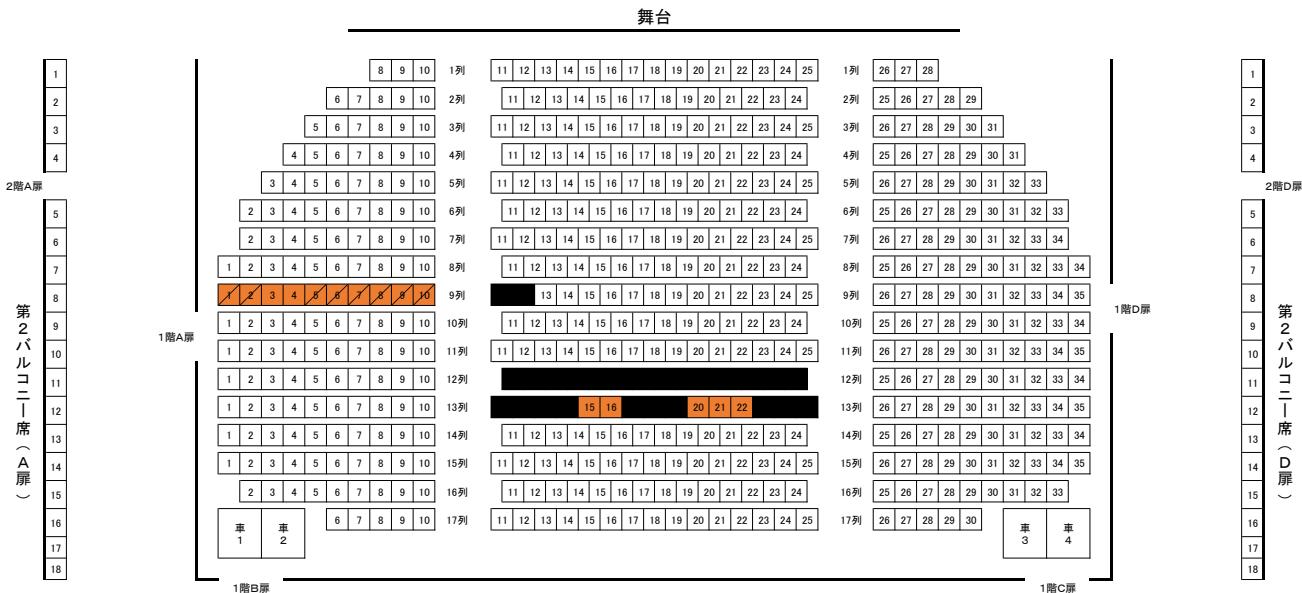 舞台
1
2
3
4
2階A扉
5
6
7
8
9
10
11
12
13
14
15
16
17
18
第2バルコニー席(A扉)
8 9 10 1列 11 12 13 14 15 16 17 18 19 20 21 22 23 24 25 1列 26 27 28
6 7 8 9 10 2列 11 12 13 14 15 16 17 18 19 20 21 22 23 24 2列 25 26 27 28 29
5 6 7 8 9 10 3列 11 12 13 14 15 16 17 18 19 20 21 22 23 24 25 3列 26 27 28 29 30 31
4 5 6 7 8 9 10 4列 11 12 13 14 15 16 17 18 19 20 21 22 23 24 4列 25 26 27 28 29 30 31
3 4 5 6 7 8 9 10 5列 11 12 13 14 15 16 17 18 19 20 21 22 23 24 25 5列 26 27 28 29 30 31 32 33
2 3 4 5 6 7 8 9 10 6列 11 12 13 14 15 16 17 18 19 20 21 22 23 24 6列 25 26 27 28 29 30 31 32 33
2 3 4 5 6 7 8 9 10 7列 11 12 13 14 15 16 17 18 19 20 21 22 23 24 25 7列 26 27 28 29 30 31 32 33 34
1 2 3 4 5 6 7 8 9 10 8列 11 12 13 14 15 16 17 18 19 20 21 22 23 24 8列 25 26 27 28 29 30 31 32 33 34
1 2 3 4 5 6 7 8 9 10 9列 13 14 15 16 17 18 19 20 21 22 23 24 25 9列 26 27 28 29 30 31 32 33 34 35
1 2 3 4 5 6 7 8 9 10 10列 11 12 13 14 15 16 17 18 19 20 21 22 23 24 10列 25 26 27 28 29 30 31 32 33 34
1 2 3 4 5 6 7 8 9 10 11列 11 12 13 14 15 16 17 18 19 20 21 22 23 24 25 11列 26 27 28 29 30 31 32 33 34 35
1 2 3 4 5 6 7 8 9 10 12列 12列 25 26 27 28 29 30 31 32 33 34
1 2 3 4 5 6 7 8 9 10 13列 15 16 20 21 22 13列 26 27 28 29 30 31 32 33 34 35
1 2 3 4 5 6 7 8 9 10 14列 11 12 13 14 15 16 17 18 19 20 21 22 23 24 14列 25 26 27 28 29 30 31 32 33 34
1 2 3 4 5 6 7 8 9 10 15列 11 12 13 14 15 16 17 18 19 20 21 22 23 24 25 15列 26 27 28 29 30 31 32 33 34 35
2 3 4 5 6 7 8 9 10 16列 11 12 13 14 15 16 17 18 19 20 21 22 23 24 16列 25 26 27 28 29 30 31 32 33
車1 車2 6 7 8 9 10 17列 11 12 13 14 15 16 17 18 19 20 21 22 23 24 25 17列 26 27 28 29 30 車3 車4
1階A扉
1階D扉
1階B扉
1階C扉
1
2
3
4
2階D扉
5
6
7
8
9
10
11
12
13
14
15
16
17
18
第2バルコニー席(D扉)